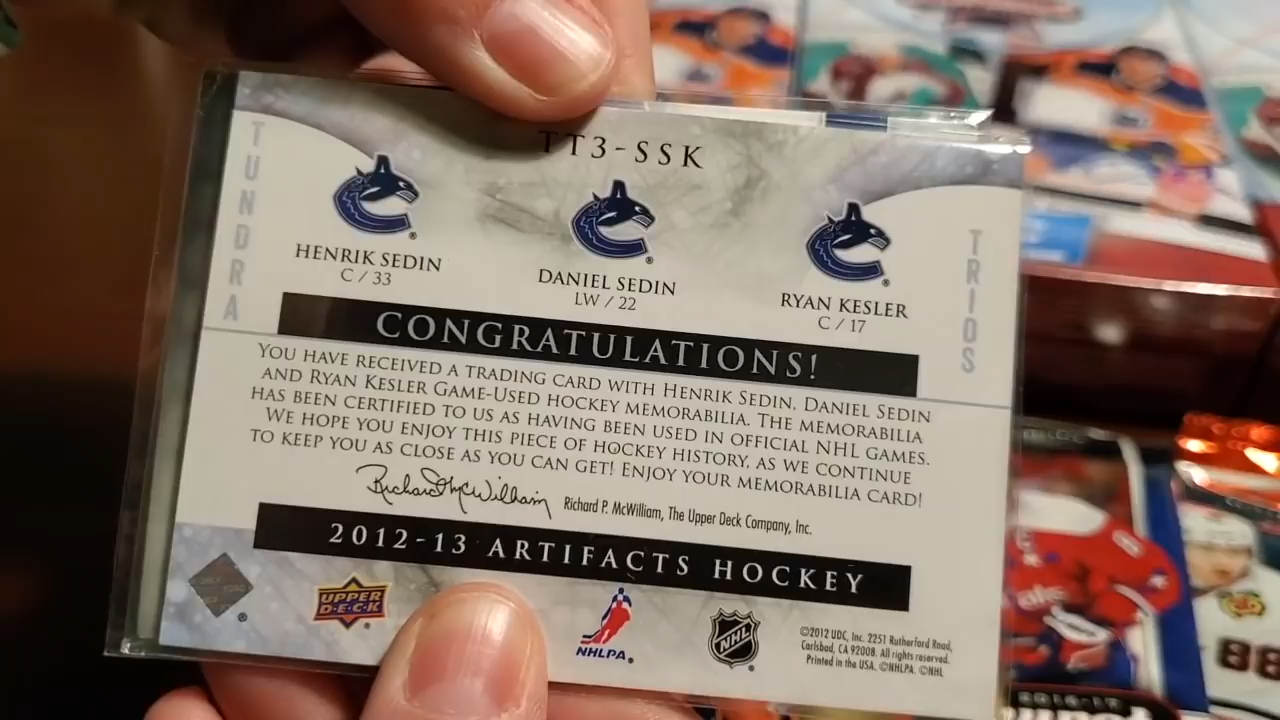 TT3-SSK
TUNDRA
TRIOS
HENRIK SEDIN
C / 33
DANIEL SEDIN
LW / 22
RYAN KESLER
C / 17
CONGRATULATIONS!
YOU HAVE RECEIVED A TRADING CARD WITH HENRIK SEDIN, DANIEL SEDIN
AND RYAN KESLER GAME-USED HOCKEY MEMORABILIA. THE MEMORABILIA
HAS BEEN CERTIFIED TO US AS HAVING BEEN USED IN OFFICIAL NHL GAMES.
WE HOPE YOU ENJOY THIS PIECE OF HOCKEY HISTORY, AS WE CONTINUE
TO KEEP YOU AS CLOSE AS YOU CAN GET! ENJOY YOUR MEMORABILIA CARD!
Richard McWilliam
Richard P. McWilliam, The Upper Deck Company, Inc.
2012-13 ARTIFACTS HOCKEY
UPPER
D·E·C·K
NHLPA
NHL
©2012 UDC, Inc. 2251 Rutherford Road,
Carlsbad, CA 92008. All rights reserved.
Printed in the USA. ©NHLPA. ©NHL
88